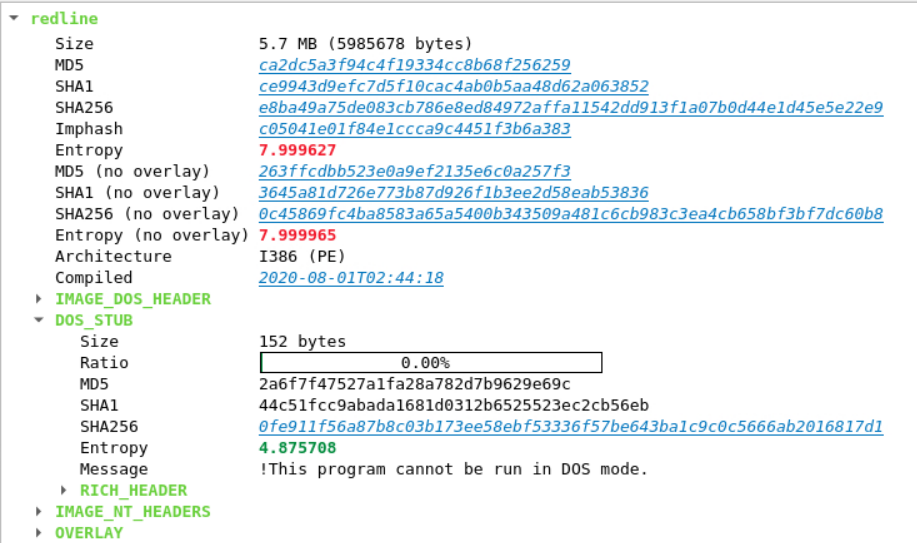 redline
Size 5.7 MB (5985678 bytes)
MD5 ca2dc5a3f94c4f19334cc8b68f256259
SHA1 ce9943d9efc7d5f10cac4ab0b5aa48d62a063852
SHA256 e8ba49a75de083cb786e8ed84972affa11542dd913f1a07b0d44e1d45e5e22e9
Imphash c05041e01f84e1ccca9c4451f3b6a383
Entropy 7.999627
MD5 (no overlay) 263ffcdbb523e0a9ef2135e6c0a257f3
SHA1 (no overlay) 3645a81d726e773b87d926f1b3ee2d58eab53836
SHA256 (no overlay) 0c45869fc4ba8583a65a5400b343509a481c6cb983c3ea4cb658bf3bf7dc60b8
Entropy (no overlay) 7.999965
Architecture I386 (PE)
Compiled 2020-08-01T02:44:18
IMAGE_DOS_HEADER
DOS_STUB
Size 152 bytes
Ratio 0.00%
MD5 2a6f7f47527a1fa28a782d7b9629e69c
SHA1 44c51fcc9abada1681d0312b6525523ec2cb56eb
SHA256 0fe911f56a87b8c03b173ee58ebf53336f57be643ba1c9c0c5666ab2016817d1
Entropy 4.875708
Message !This program cannot be run in DOS mode.
RICH_HEADER
IMAGE_NT_HEADERS
OVERLAY